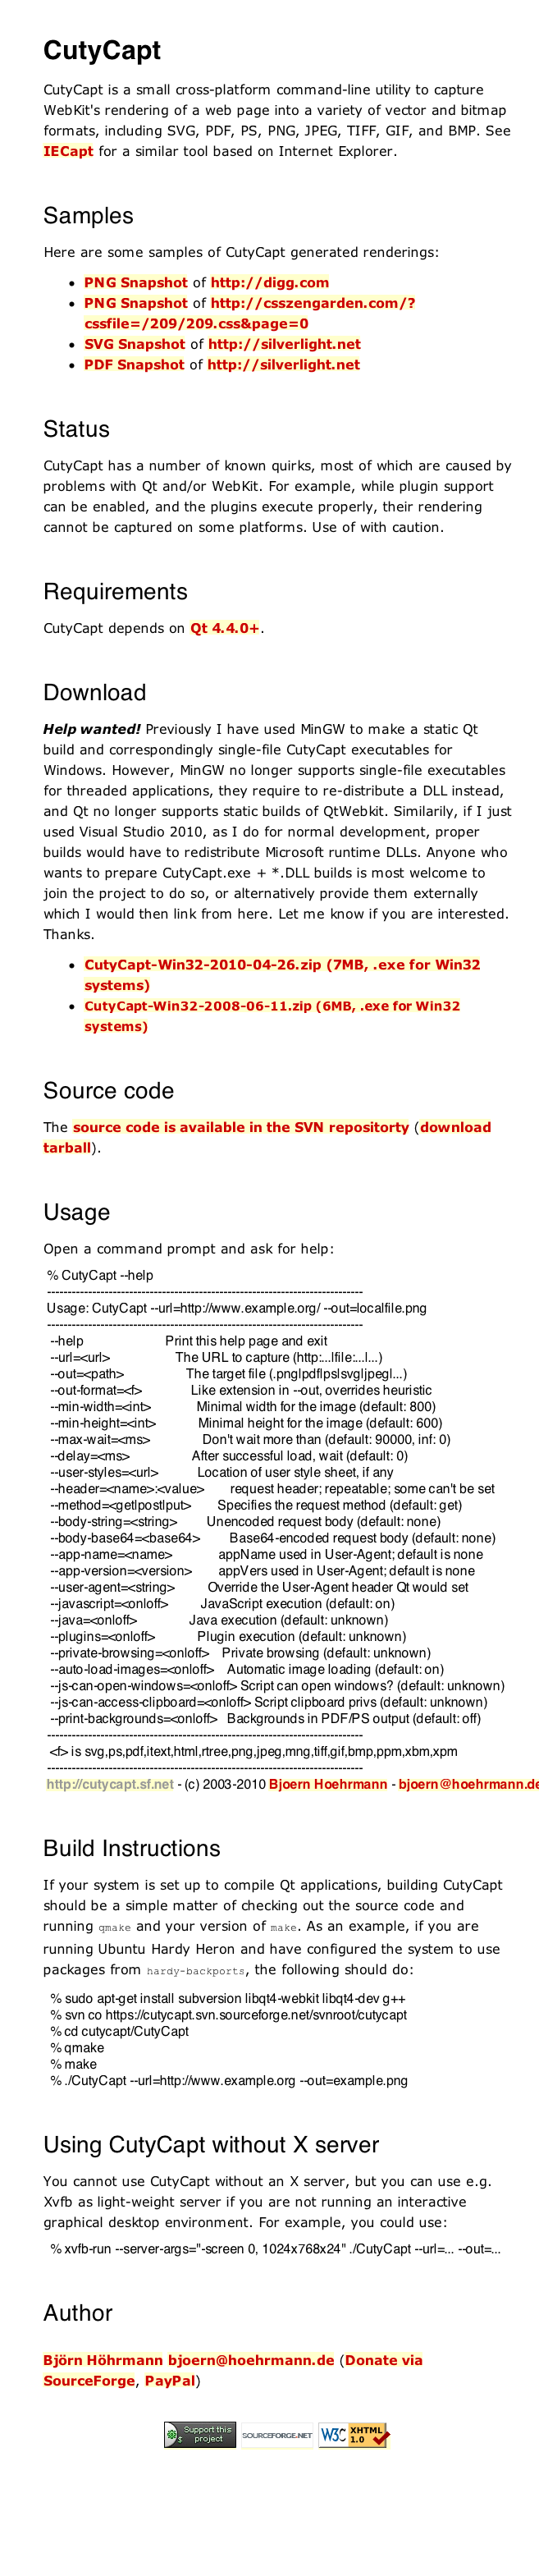 CutyCapt
CutyCapt is a small cross-platform command-line utility to capture
WebKit's rendering of a web page into a variety of vector and bitmap
formats, including SVG, PDF, PS, PNG, JPEG, TIFF, GIF, and BMP. See
IECapt for a similar tool based on Internet Explorer.
Samples
Here are some samples of CutyCapt generated renderings:
• PNG Snapshot of http://digg.com
• PNG Snapshot of http://csszengarden.com/?
cssfile=/209/209.css&page=0
• SVG Snapshot of http://silverlight.net
• PDF Snapshot of http://silverlight.net
Status
CutyCapt has a number of known quirks, most of which are caused by
problems with Qt and/or WebKit. For example, while plugin support
can be enabled, and the plugins execute properly, their rendering
cannot be captured on some platforms. Use of with caution.
Requirements
CutyCapt depends on Qt 4.4.0+.
Download
Help wanted! Previously I have used MinGW to make a static Qt
build and correspondingly single-file CutyCapt executables for
Windows. However, MinGW no longer supports single-file executables
for threaded applications, they require to re-distribute a DLL instead,
and Qt no longer supports static builds of QtWebkit. Similarily, if I just
used Visual Studio 2010, as I do for normal development, proper
builds would have to redistribute Microsoft runtime DLLs. Anyone who
wants to prepare CutyCapt.exe + *.DLL builds is most welcome to
join the project to do so, or alternatively provide them externally
which I would then link from here. Let me know if you are interested.
Thanks.
• CutyCapt-Win32-2010-04-26.zip (7MB, .exe for Win32
systems)
• CutyCapt-Win32-2008-06-11.zip (6MB, .exe for Win32
systems)
Source code
The source code is available in the SVN repositorty (download
tarball).
Usage
Open a command prompt and ask for help:
% CutyCapt --help
-----------------------------------------------------------------------------
Usage: CutyCapt --url=http://www.example.org/ --out=localfile.png
-----------------------------------------------------------------------------
--help Print this help page and exit
--url=<url> The URL to capture (http:...|file:...|...)
--out=<path> The target file (.png|pdf|ps|svg|jpeg|...)
--out-format=<f> Like extension in --out, overrides heuristic
--min-width=<int> Minimal width for the image (default: 800)
--min-height=<int> Minimal height for the image (default: 600)
--max-wait=<ms> Don't wait more than (default: 90000, inf: 0)
--delay=<ms> After successful load, wait (default: 0)
--user-styles=<url> Location of user style sheet, if any
--header=<name>:<value> request header; repeatable; some can't be set
--method=<get|post|put> Specifies the request method (default: get)
--body-string=<string> Unencoded request body (default: none)
--body-base64=<base64> Base64-encoded request body (default: none)
--app-name=<name> appName used in User-Agent; default is none
--app-version=<version> appVers used in User-Agent; default is none
--user-agent=<string> Override the User-Agent header Qt would set
--javascript=<on|off> JavaScript execution (default: on)
--java=<on|off> Java execution (default: unknown)
--plugins=<on|off> Plugin execution (default: unknown)
--private-browsing=<on|off> Private browsing (default: unknown)
--auto-load-images=<on|off> Automatic image loading (default: on)
--js-can-open-windows=<on|off> Script can open windows? (default: unknown)
--js-can-access-clipboard=<on|off> Script clipboard privs (default: unknown)
--print-backgrounds=<on|off> Backgrounds in PDF/PS output (default: off)
-----------------------------------------------------------------------------
<f> is svg,ps,pdf,itext,html,rtree,png,jpeg,mng,tiff,gif,bmp,ppm,xbm,xpm
-----------------------------------------------------------------------------
http://cutycapt.sf.net - (c) 2003-2010 Bjoern Hoehrmann - bjoern@hoehrmann.de
Build Instructions
If your system is set up to compile Qt applications, building CutyCapt
should be a simple matter of checking out the source code and
running qmake and your version of make. As an example, if you are
running Ubuntu Hardy Heron and have configured the system to use
packages from hardy-backports, the following should do:
% sudo apt-get install subversion libqt4-webkit libqt4-dev g++
% svn co https://cutycapt.svn.sourceforge.net/svnroot/cutycapt
% cd cutycapt/CutyCapt
% qmake
% make
% ./CutyCapt --url=http://www.example.org --out=example.png
Using CutyCapt without X server
You cannot use CutyCapt without an X server, but you can use e.g.
Xvfb as light-weight server if you are not running an interactive
graphical desktop environment. For example, you could use:
% xvfb-run --server-args="-screen 0, 1024x768x24" ./CutyCapt --url=... --out=...
Author
Björn Höhrmann bjoern@hoehrmann.de (Donate via
SourceForge, PayPal)
$ Support this project
SOURCEFORGE.NET
W3C XHTML 1.0